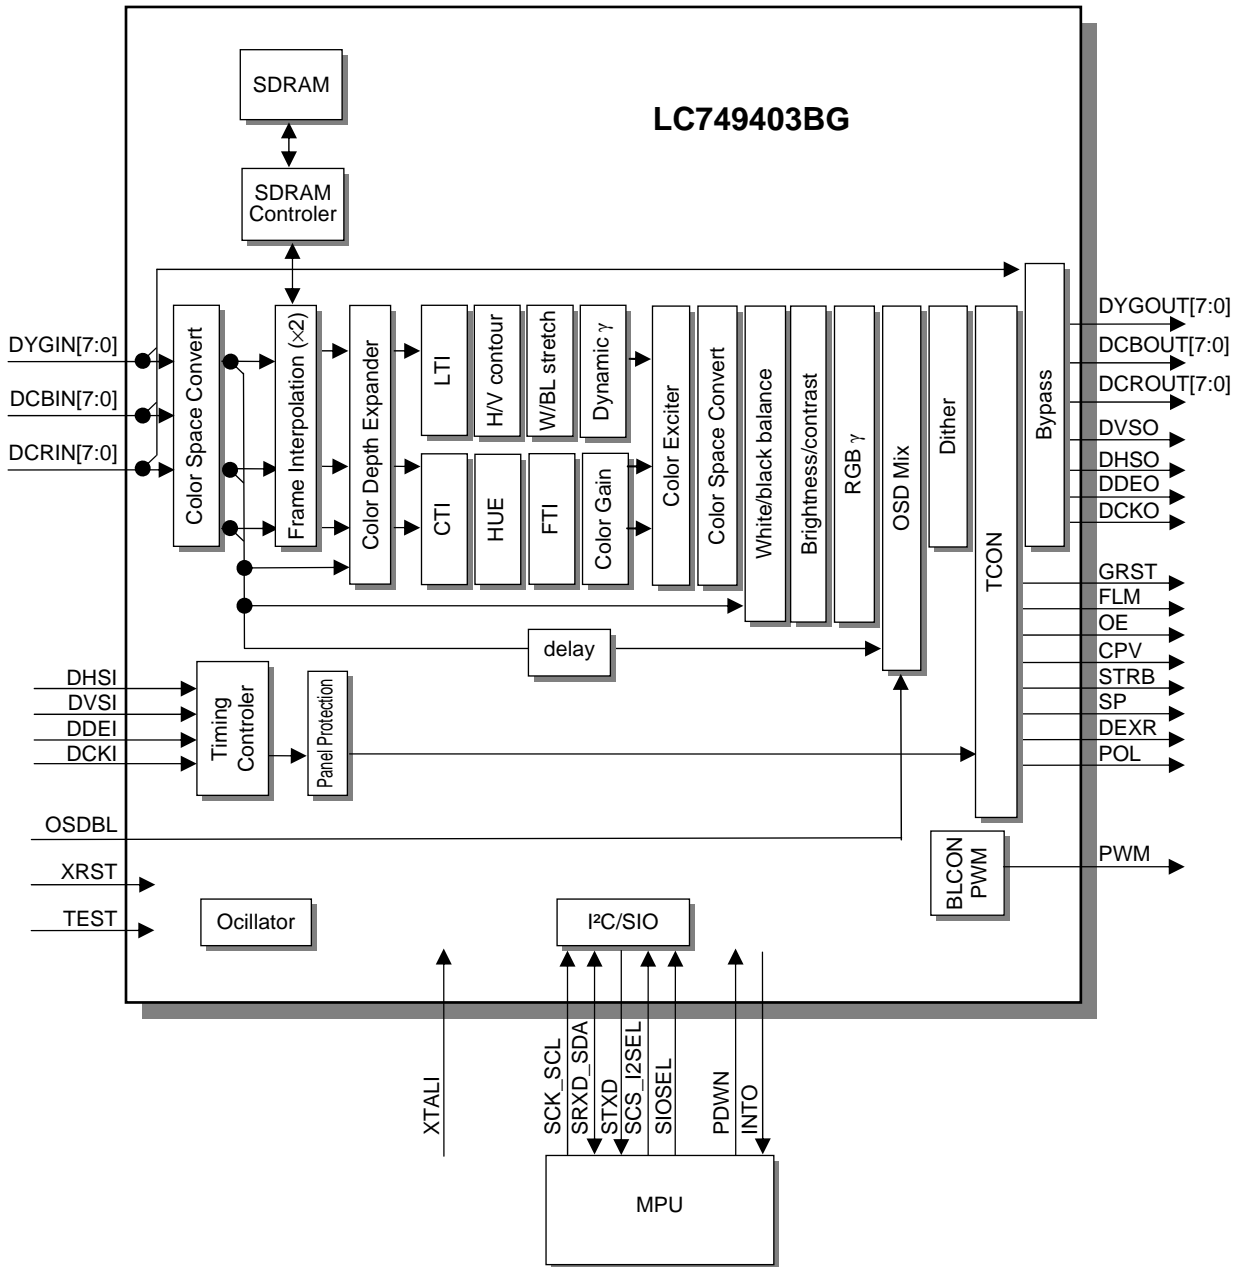 LC749403BG
SDRAM
SDRAM
Controler
DYGIN[7:0]
DCBIN[7:0]
DCRIN[7:0]
Color Space Convert
Frame Interpolation (×2)
Color Depth Expander
LTI
H/V contour
W/BL stretch
Dynamic γ
CTI
HUE
FTI
Color Gain
Color Exciter
Color Space Convert
White/black balance
Brightness/contrast
RGB γ
OSD Mix
Dither
TCON
Bypass
DYGOUT[7:0]
DCBOUT[7:0]
DCROUT[7:0]
DVSO
DHSO
DDEO
DCKO
GRST
FLM
OE
CPV
STRB
SP
DEXR
POL
delay
DHSI
DVSI
DDEI
DCKI
Timing
Controler
Panel Protection
OSDBL
XRST
TEST
Ocillator
I²C/SIO
BLCON
PWM
PWM
XTALI
SCK_SCL
SRXD_SDA
STXD
SCS_I2SEL
SIOSEL
PDWN
INTO
MPU